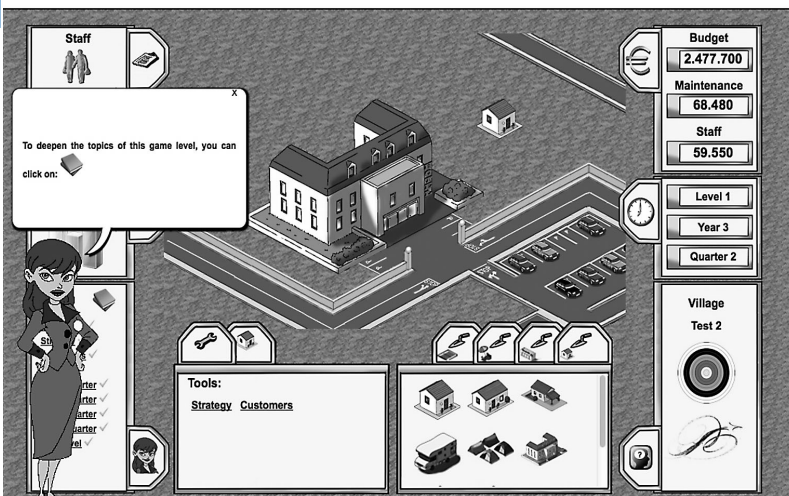 Staff
X
To deepen the topics of this game level, you can
click on:
Budget
2.477.700
Maintenance
68.480
Staff
59.550
Level 1
Year 3
Quarter 2
Village
Test 2
Tools:
Strategy Customers